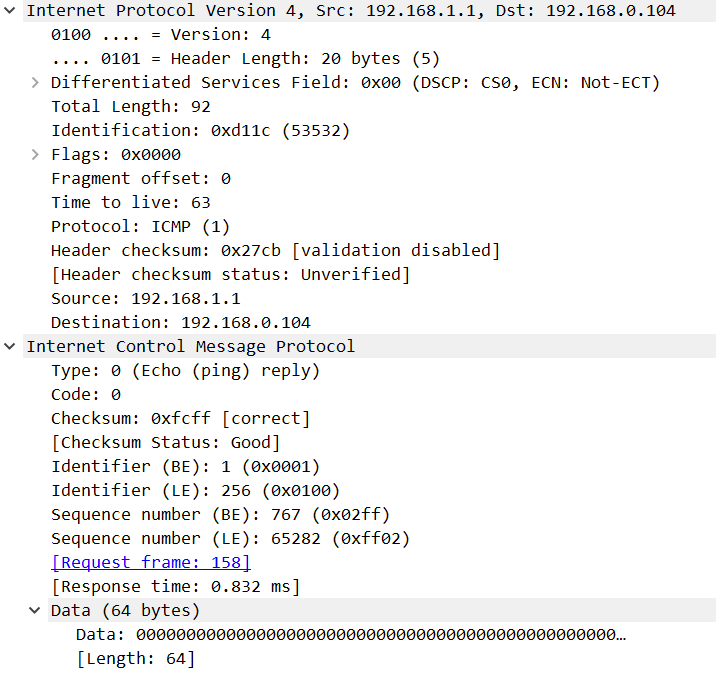 Internet Protocol Version 4, Src: 192.168.1.1, Dst: 192.168.0.104
0100 .... = Version: 4
.... 0101 = Header Length: 20 bytes (5)
Differentiated Services Field: 0x00 (DSCP: CS0, ECN: Not-ECT)
Total Length: 92
Identification: 0xd11c (53532)
Flags: 0x0000
Fragment offset: 0
Time to live: 63
Protocol: ICMP (1)
Header checksum: 0x27cb [validation disabled]
[Header checksum status: Unverified]
Source: 192.168.1.1
Destination: 192.168.0.104
Internet Control Message Protocol
Type: 0 (Echo (ping) reply)
Code: 0
Checksum: 0xfcff [correct]
[Checksum Status: Good]
Identifier (BE): 1 (0x0001)
Identifier (LE): 256 (0x0100)
Sequence number (BE): 767 (0x02ff)
Sequence number (LE): 65282 (0xff02)
[Request frame: 158]
[Response time: 0.832 ms]
Data (64 bytes)
Data: 000000000000000000000000000000000000000000000000…
[Length: 64]